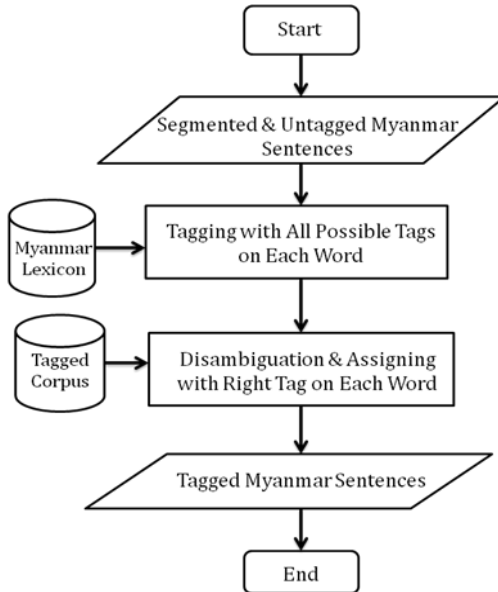 Start
Segmented & Untagged Myanmar
Sentences
Myanmar
Lexicon
Tagging with All Possible Tags
on Each Word
Tagged
Corpus
Disambiguation & Assigning
with Right Tag on Each Word
Tagged Myanmar Sentences
End